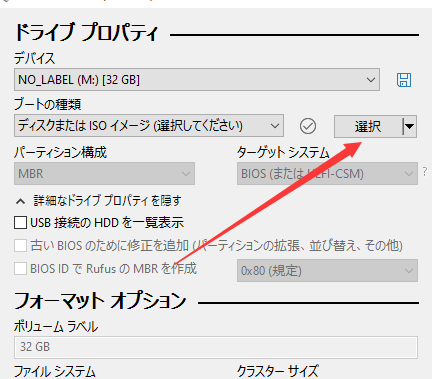 ドライブ プロパティ
デバイス
NO_LABEL (M:) [32 GB]
ブートの種類
ディスクまたは ISO イメージ (選択してください)
選択
パーティション構成
ターゲット システム
MBR
BIOS (または UEFI-CSM)
?
詳細なドライブ プロパティを隠す
USB 接続の HDD を一覧表示
古い BIOS のために修正を追加 (パーティションの拡張、並び替え、その他)
BIOS ID で Rufus の MBR を作成
0x80 (規定)
フォーマット オプション
ボリューム ラベル
32 GB
ファイル システム
クラスター サイズ